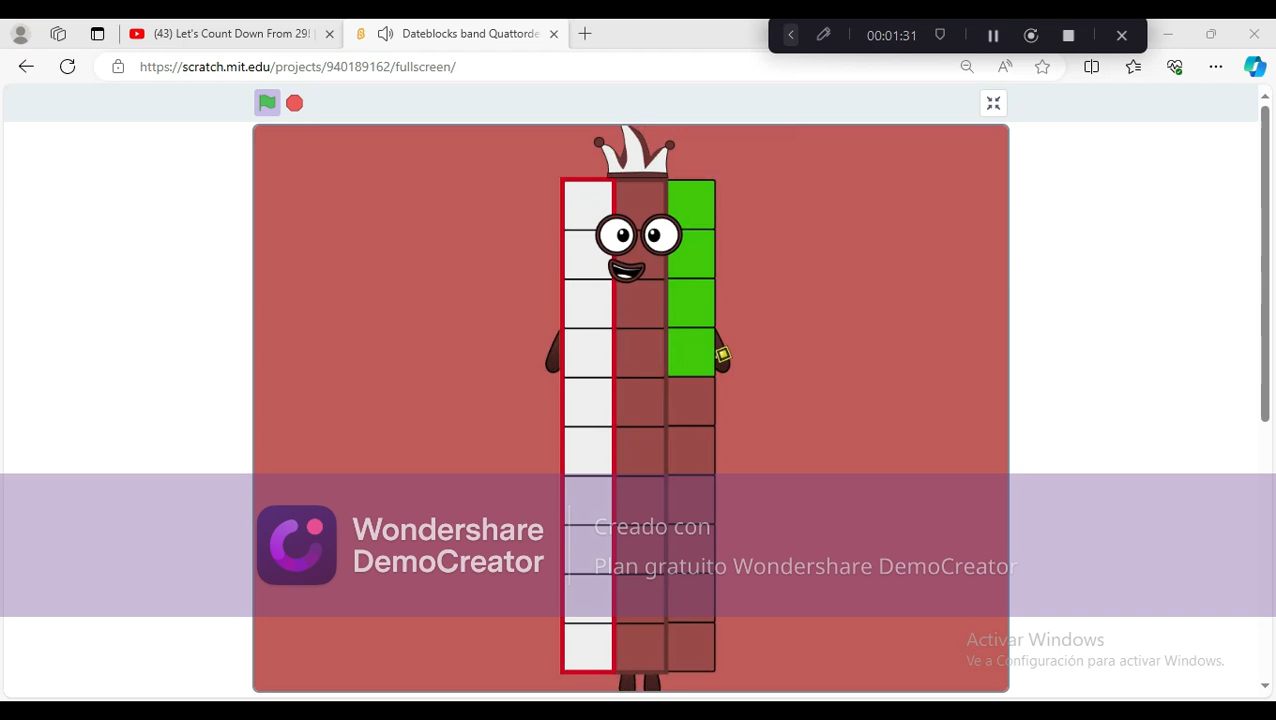 (43) Let's Count Down From 29! |
Dateblocks band Quattorde
00:01:31
https://scratch.mit.edu/projects/940189162/fullscreen/
Wondershare
DemoCreator
Creado con
Plan gratuito Wondershare DemoCreator
Activar Windows
Ve a Configuración para activar Windows.